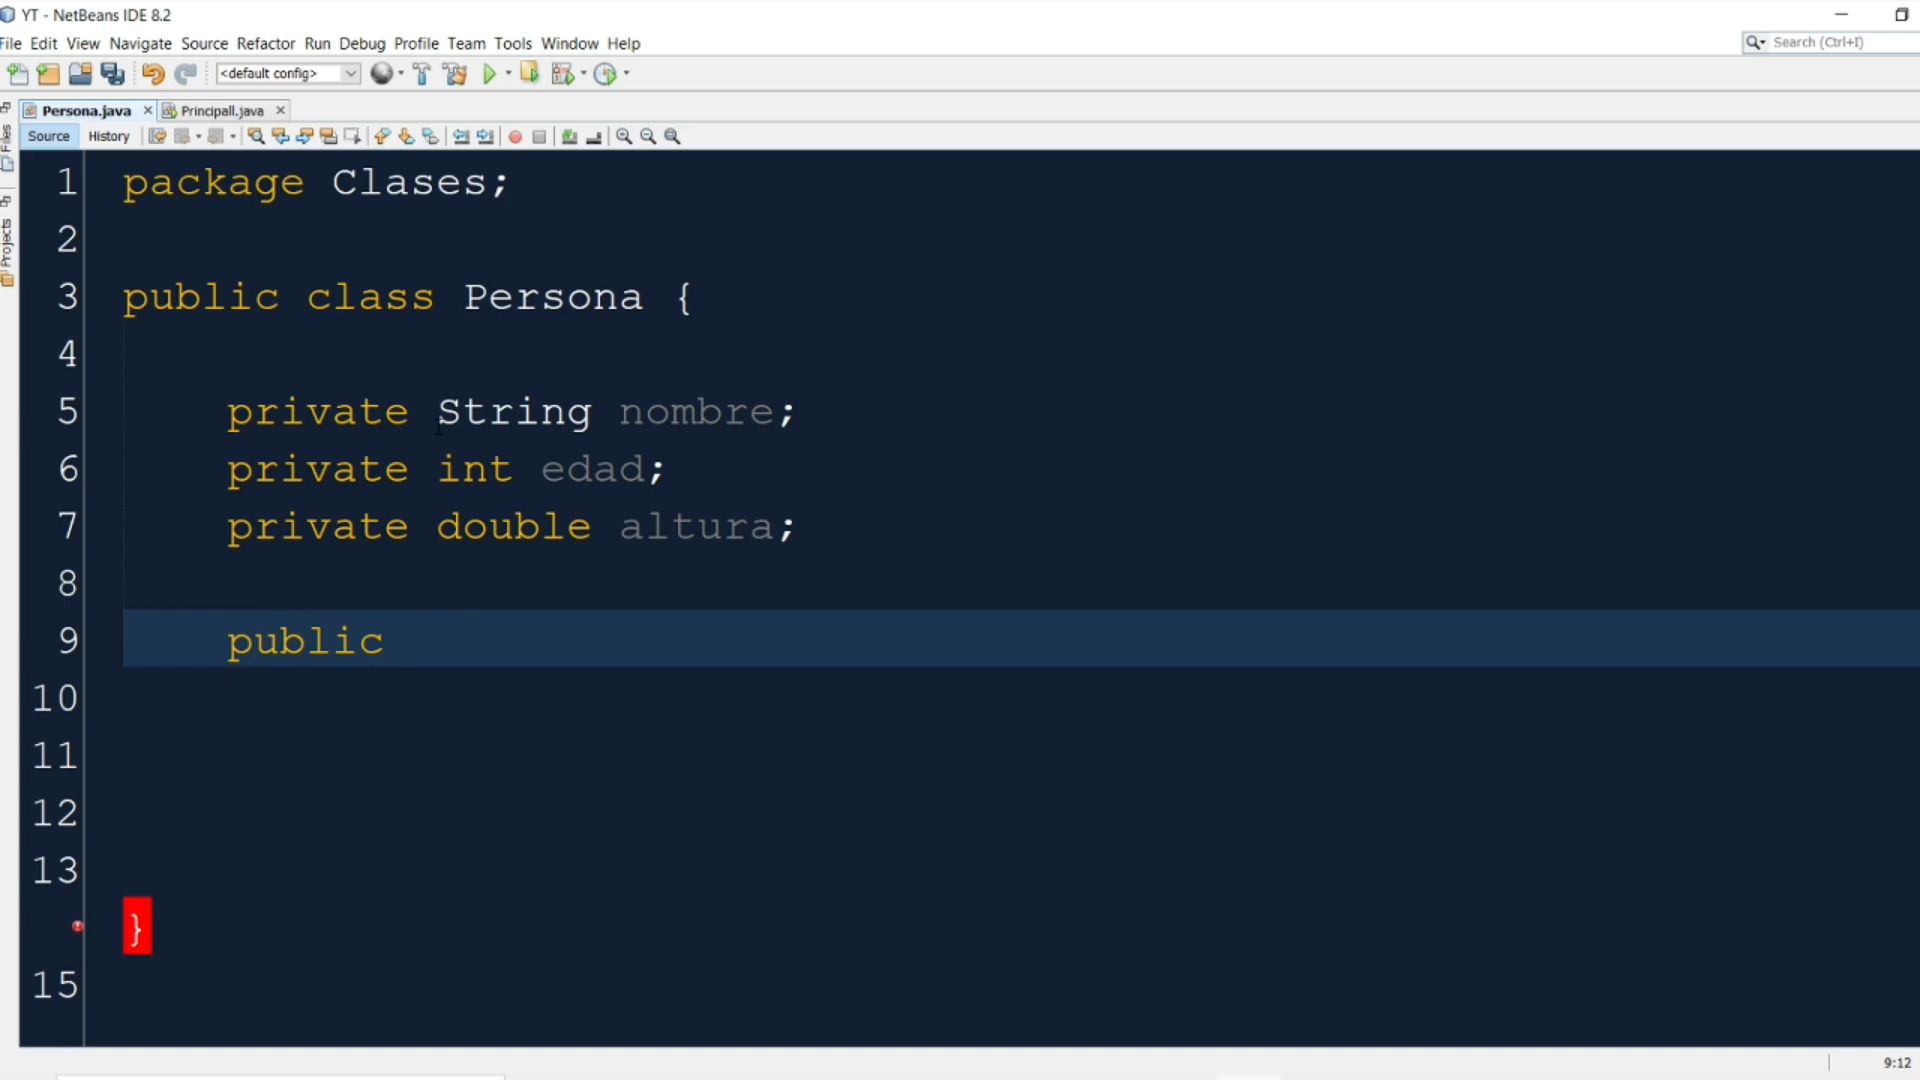 YT - NetBeans IDE 8.2
File Edit View Navigate Source Refactor Run Debug Profile Team Tools Window Help
Search (Ctrl+I)
<default config>
Persona.java
Principall.java
Source History
Files
Projects
1 package Clases;
2
3 public class Persona {
4
5 private String nombre;
6 private int edad;
7 private double altura;
8
9 public
10
11
12
13
}
15
9:12